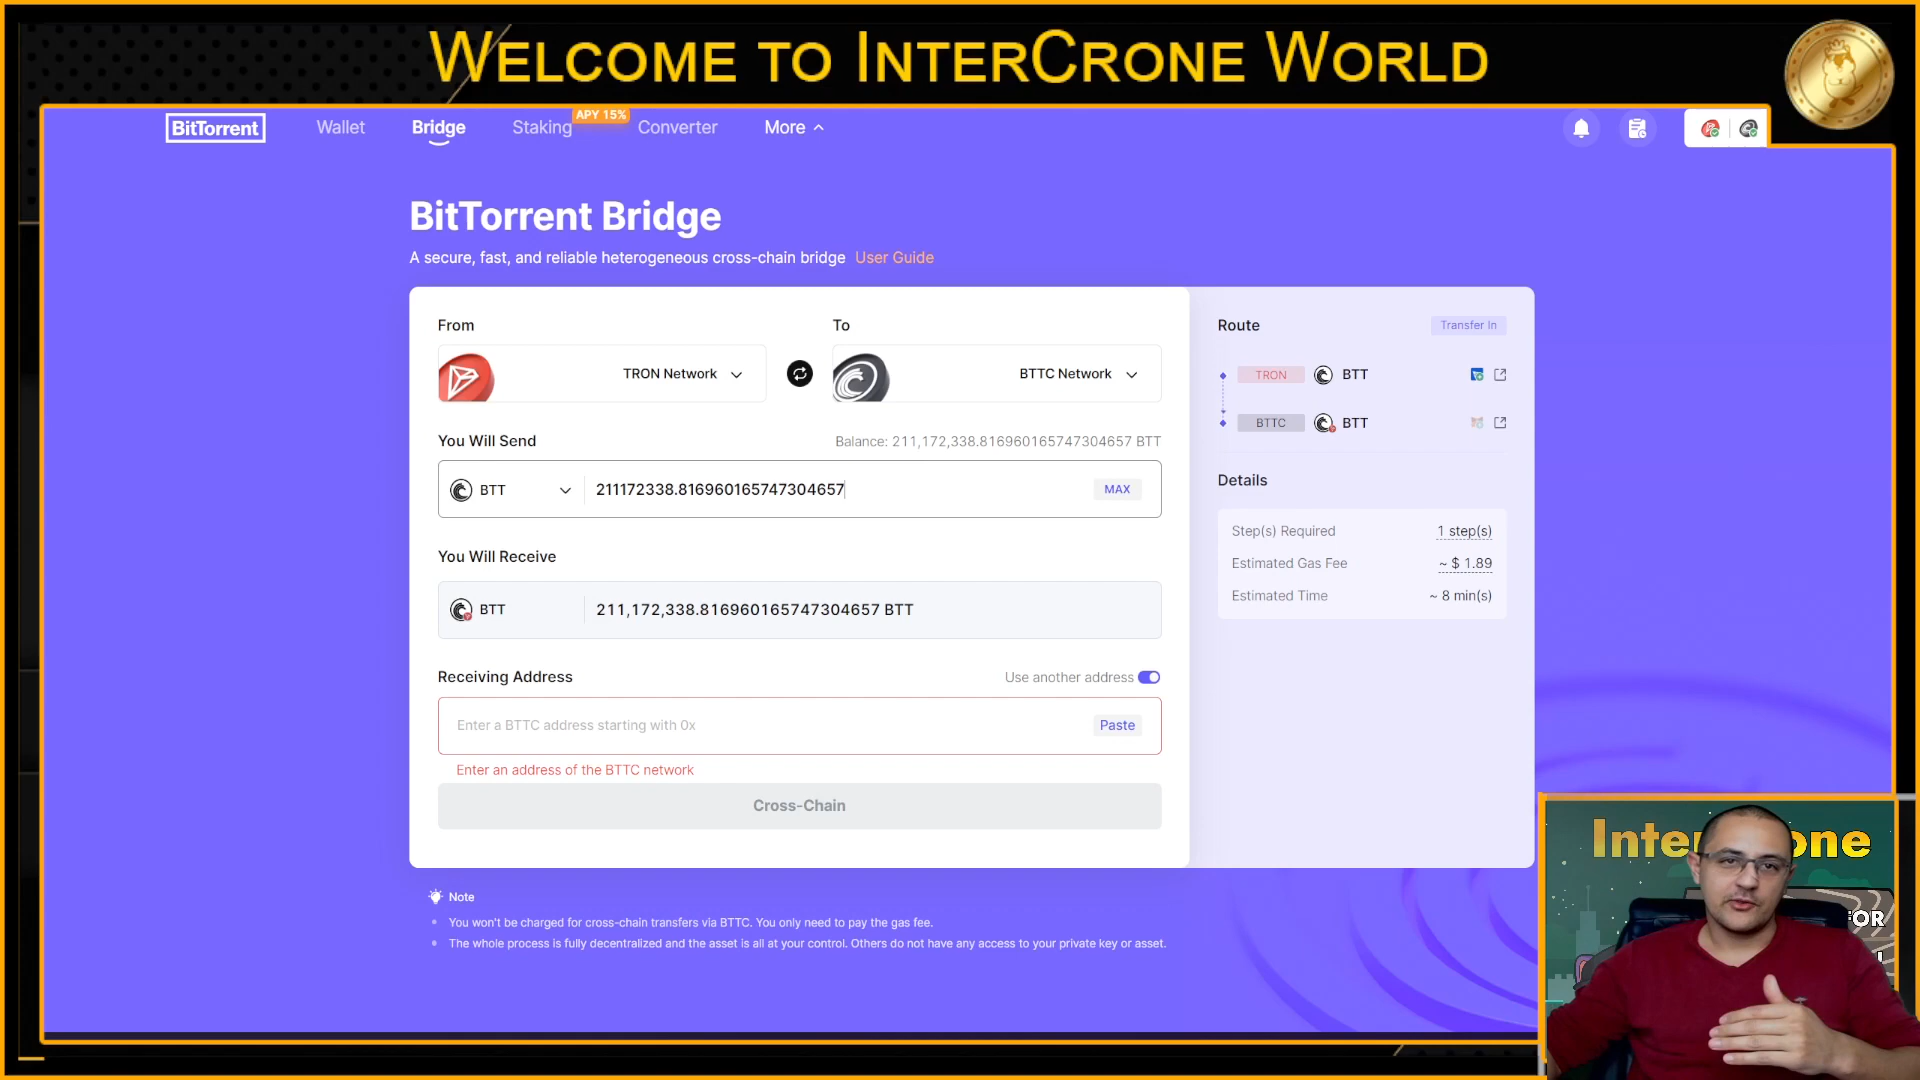 WELCOME TO INTERCRONE WORLD
BitTorrent
Wallet
Bridge
Staking
APY 15%
Converter
More
BitTorrent Bridge
A secure, fast, and reliable heterogeneous cross-chain bridge User Guide
From
To
TRON Network
BTTC Network
You Will Send
Balance: 211,172,338.816960165747304657 BTT
BTT
211172338.816960165747304657
MAX
You Will Receive
BTT
211,172,338.816960165747304657 BTT
Receiving Address
Use another address
Enter a BTTC address starting with 0x
Paste
Enter an address of the BTTC network
Cross-Chain
Route
Transfer In
TRON
BTT
BTTC
BTT
Details
Step(s) Required
1 step(s)
Estimated Gas Fee
~ $ 1.89
Estimated Time
~ 8 min(s)
Note
You won't be charged for cross-chain transfers via BTTC. You only need to pay the gas fee.
The whole process is fully decentralized and the asset is all at your control. Others do not have any access to your private key or asset.